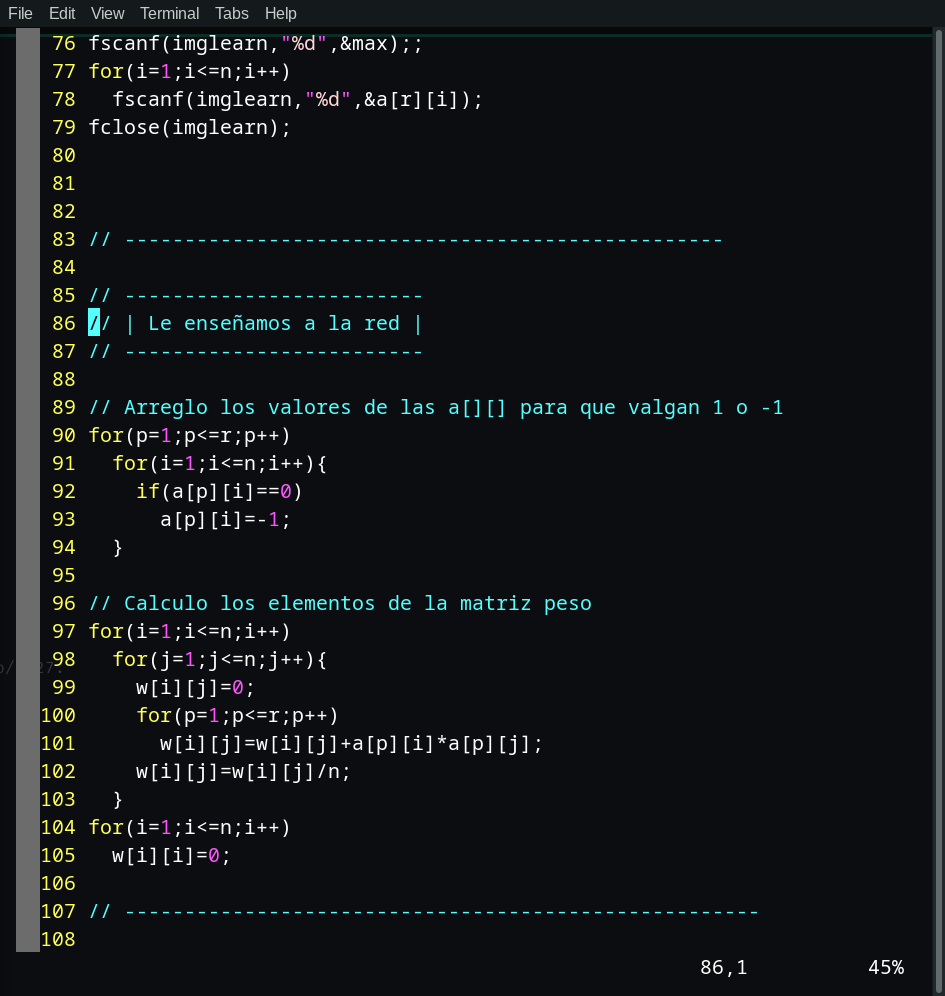 File Edit View Terminal Tabs Help
76 fscanf(imglearn,"%d",&max);;
77 for(i=1;i<=n;i++)
78   fscanf(imglearn,"%d",&a[r][i]);
79 fclose(imglearn);
80
81
82
83 // --------------------------------------------------
84
85 // -------------------------
86 // | Le enseñamos a la red |
87 // -------------------------
88
89 // Arreglo los valores de las a[][] para que valgan 1 o -1
90 for(p=1;p<=r;p++)
91   for(i=1;i<=n;i++){
92     if(a[p][i]==0)
93       a[p][i]=-1;
94   }
95
96 // Calculo los elementos de la matriz peso
97 for(i=1;i<=n;i++)
98   for(j=1;j<=n;j++){
99     w[i][j]=0;
100     for(p=1;p<=r;p++)
101       w[i][j]=w[i][j]+a[p][i]*a[p][j];
102     w[i][j]=w[i][j]/n;
103   }
104 for(i=1;i<=n;i++)
105   w[i][i]=0;
106
107 // -----------------------------------------------------
108
86,1 45%